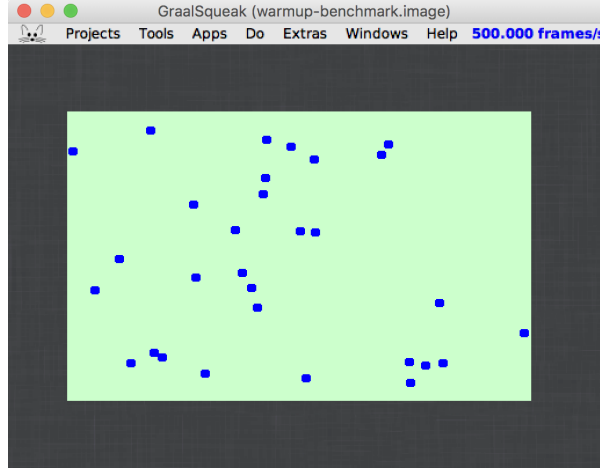 GraalSqueak (warmup-benchmark.image)
Projects Tools Apps Do Extras Windows Help 500.000 frames/s